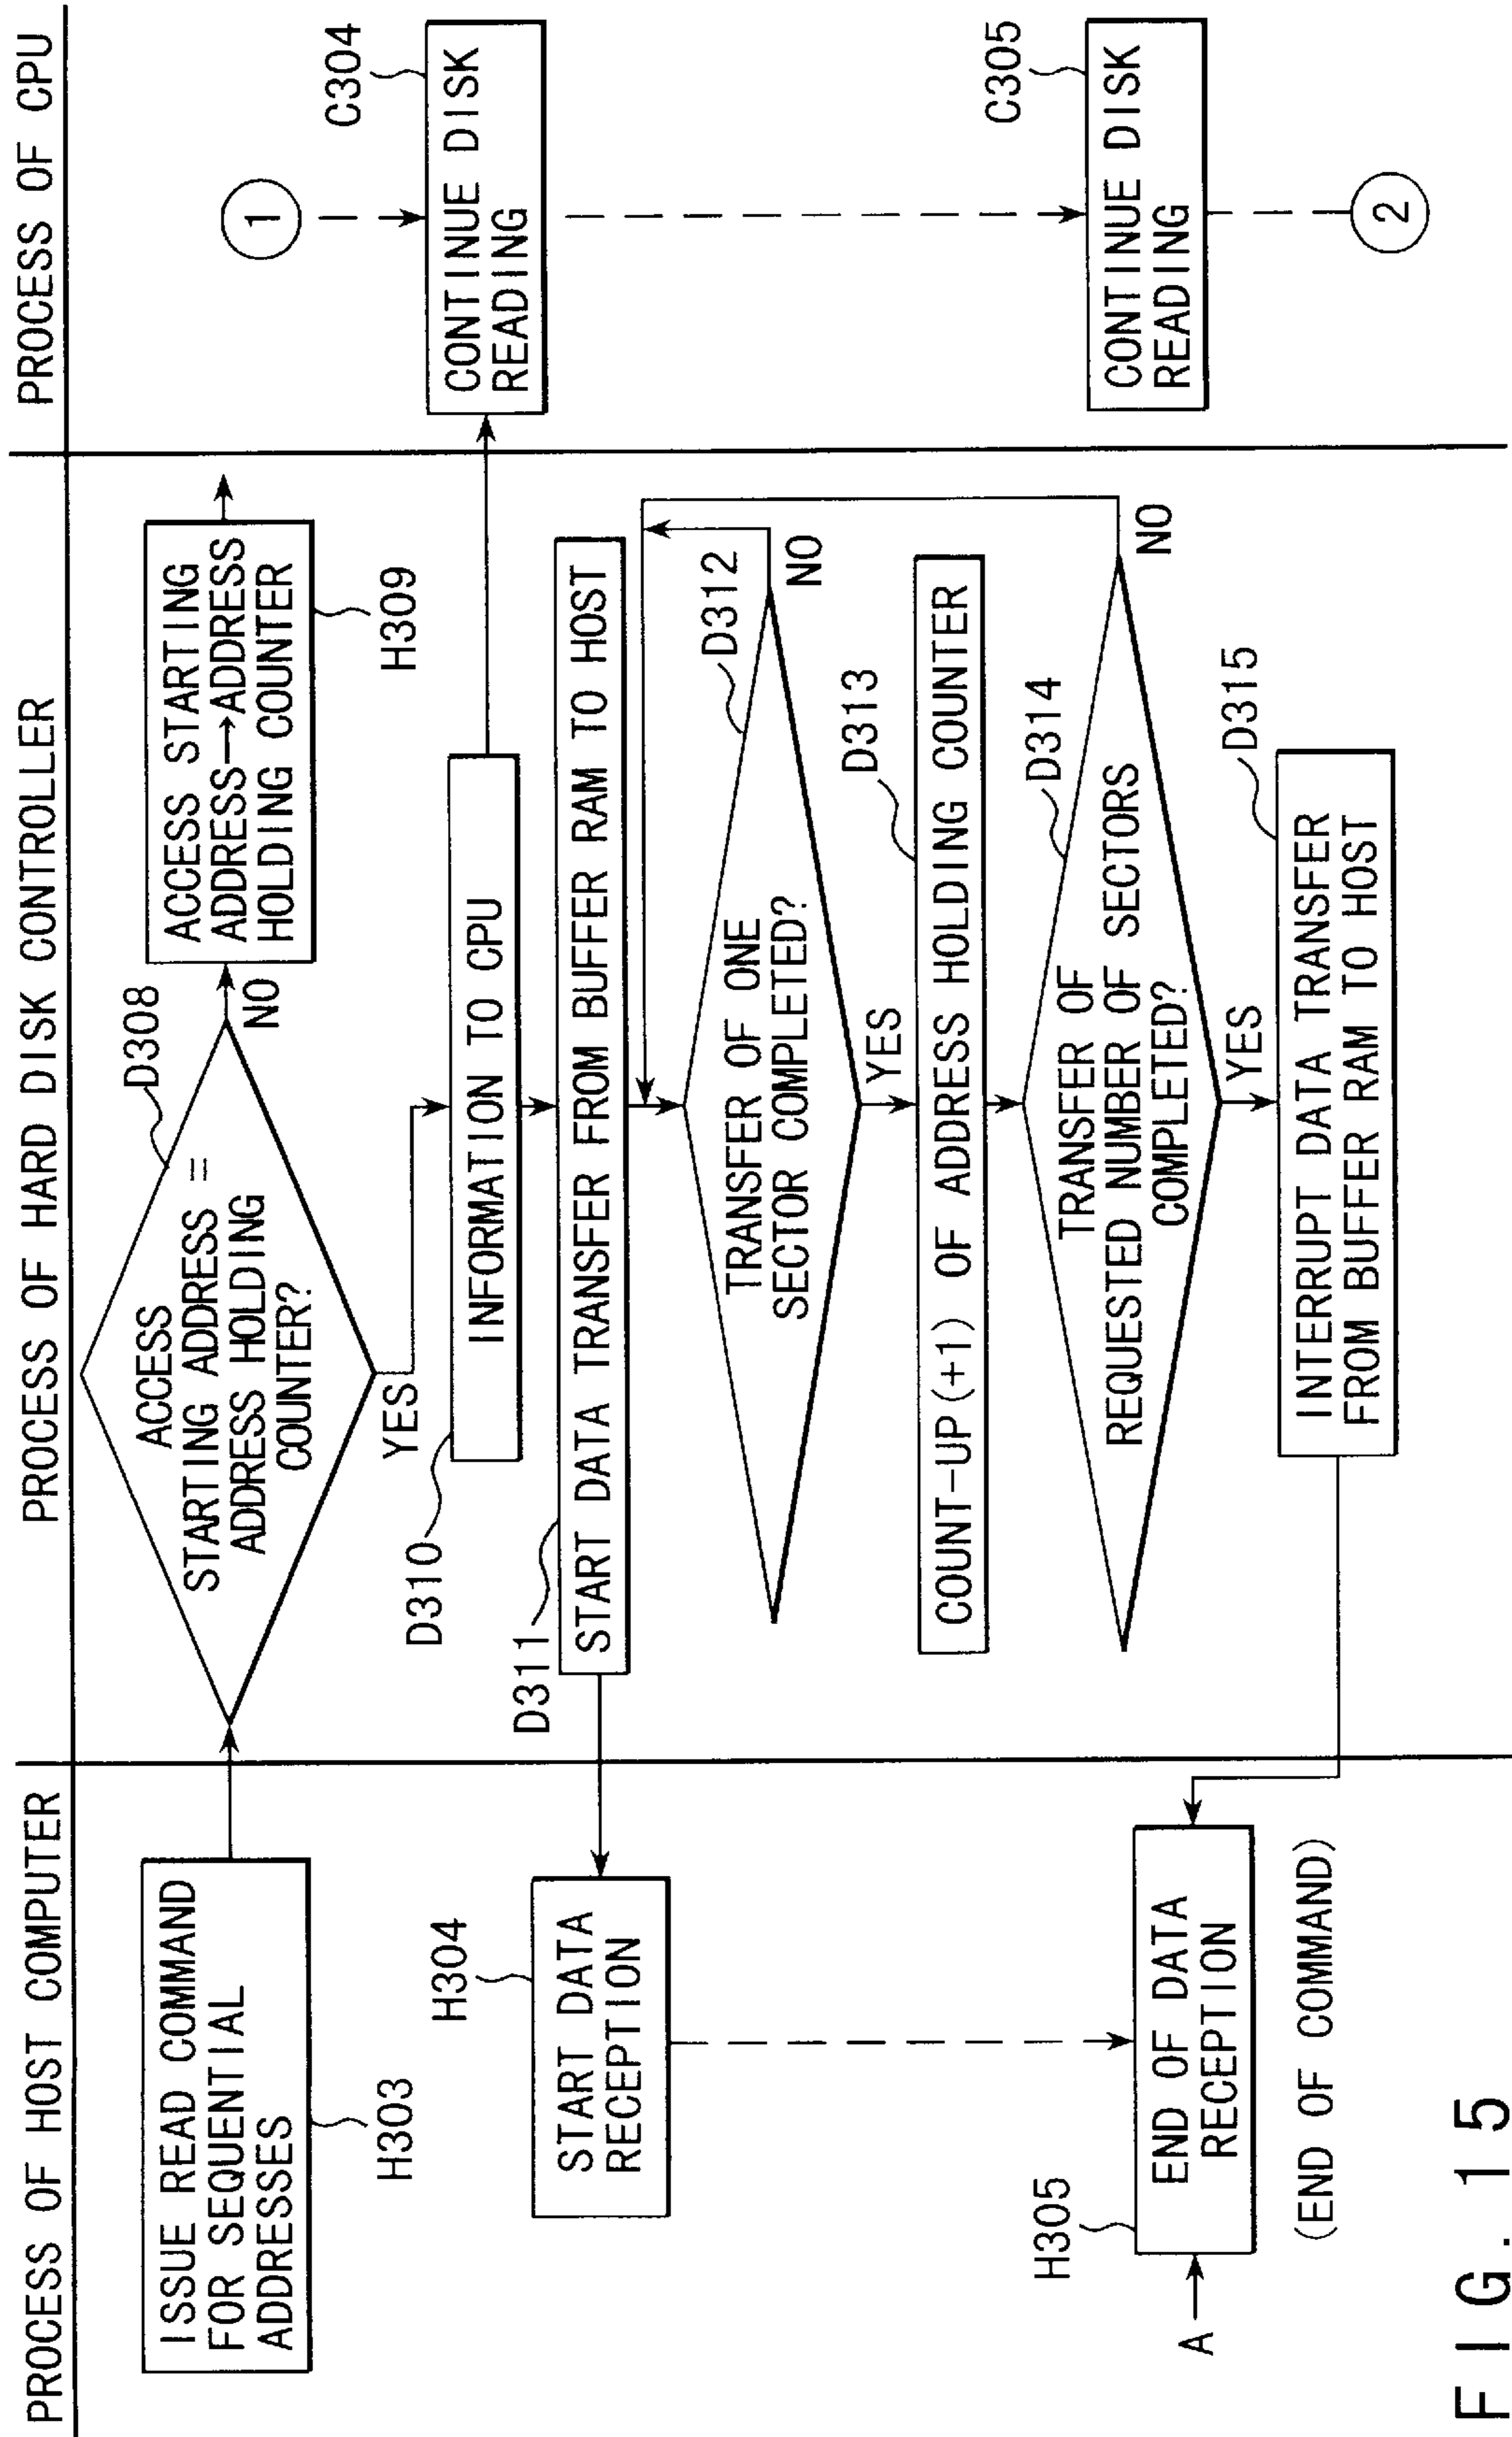 PROCESS OF HOST COMPUTER
PROCESS OF HARD DISK CONTROLLER
PROCESS OF CPU
ISSUE READ COMMAND
FOR SEQUENTIAL
ADDRESSES
H303
D308
ACCESS
STARTING ADDRESS =
ADDRESS HOLDING
COUNTER?
NO
YES
ACCESS STARTING
ADDRESS→ADDRESS
HOLDING COUNTER
H309
1
C304
CONTINUE DISK
READING
D310
INFORMATION TO CPU
D311
START DATA TRANSFER FROM BUFFER RAM TO HOST
H304
START DATA
RECEPTION
D312
TRANSFER OF ONE
SECTOR COMPLETED?
NO
YES
D313
COUNT-UP(+1) OF ADDRESS HOLDING COUNTER
D314
TRANSFER OF
REQUESTED NUMBER OF SECTORS
COMPLETED?
NO
YES
D315
INTERRUPT DATA TRANSFER
FROM BUFFER RAM TO HOST
C305
CONTINUE DISK
READING
2
H305
A
END OF DATA
RECEPTION
(END OF COMMAND)
FIG. 15